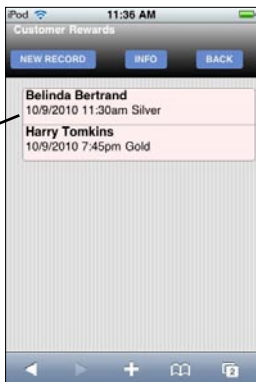 iPod 11:36 AM
Customer Rewards
NEW RECORD INFO BACK
Belinda Bertrand
10/9/2010 11:30am Silver
Harry Tomkins
10/9/2010 7:45pm Gold
2